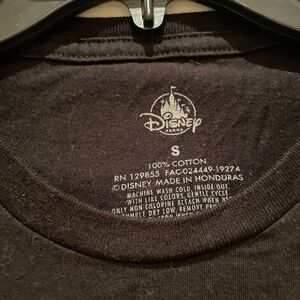 Disney
PARKS
S
100% COTTON
RN 129855 FAC024449-19274
©DISNEY MADE IN HONDURAS
MACHINE WASH COLD, INSIDE OUT
WITH LIKE COLORS, GENTLE CYCLE
ONLY NON-CHLORINE BLEACH WHEN
TUMBLE DRY LOW, REMOVE
WHEN